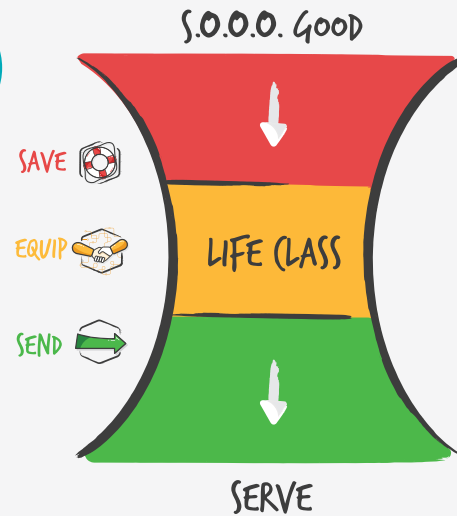 S.O.O.O. GOOD
SAVE
EQUIP
LIFE CLASS
SEND
SERVE